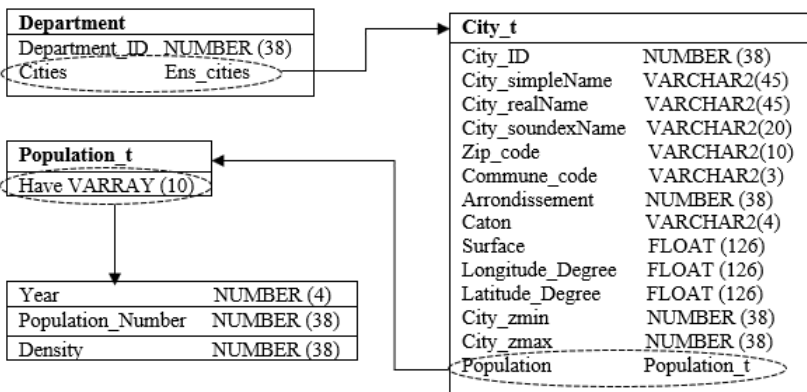 Department
Department_ID NUMBER (38)
Cities Ens_cities
Population_t
Have VARRAY (10)
Year NUMBER (4)
Population_Number NUMBER (38)
Density NUMBER (38)
City_t
City_ID NUMBER (38)
City_simpleName VARCHAR2(45)
City_realName VARCHAR2(45)
City_soundexName VARCHAR2(20)
Zip_code VARCHAR2(10)
Commune_code VARCHAR2(3)
Arrondissement NUMBER (38)
Caton VARCHAR2(4)
Surface FLOAT (126)
Longitude_Degree FLOAT (126)
Latitude_Degree FLOAT (126)
City_zmin NUMBER (38)
City_zmax NUMBER (38)
Population Population_t